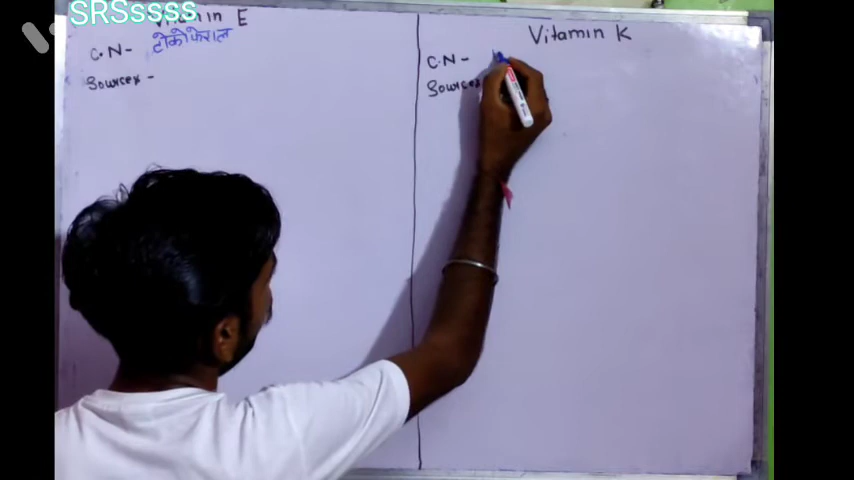 SRSssss
Vitamin E
C.N- टोकोफेराल
Sources -
Vitamin K
C.N-
Sources